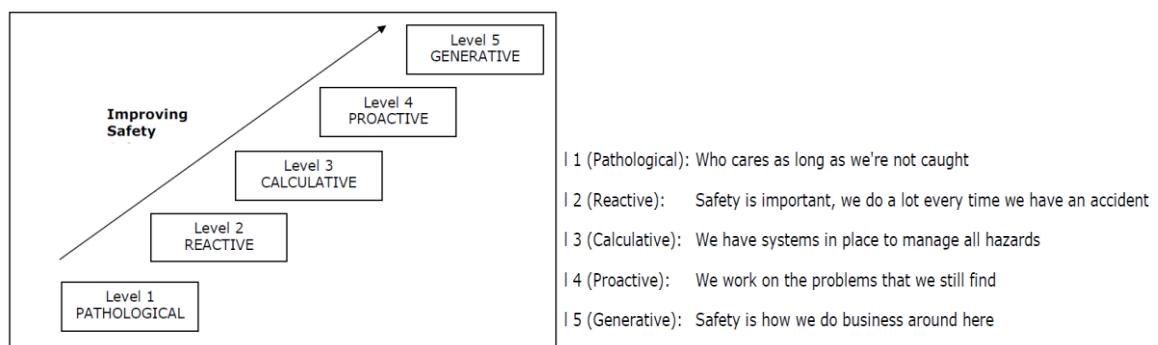 Level 5
GENERATIVE
Level 4
PROACTIVE
Improving
Safety
Level 3
CALCULATIVE
Level 2
REACTIVE
Level 1
PATHOLOGICAL
l 1 (Pathological): Who cares as long as we're not caught
l 2 (Reactive): Safety is important, we do a lot every time we have an accident
l 3 (Calculative): We have systems in place to manage all hazards
l 4 (Proactive): We work on the problems that we still find
l 5 (Generative): Safety is how we do business around here